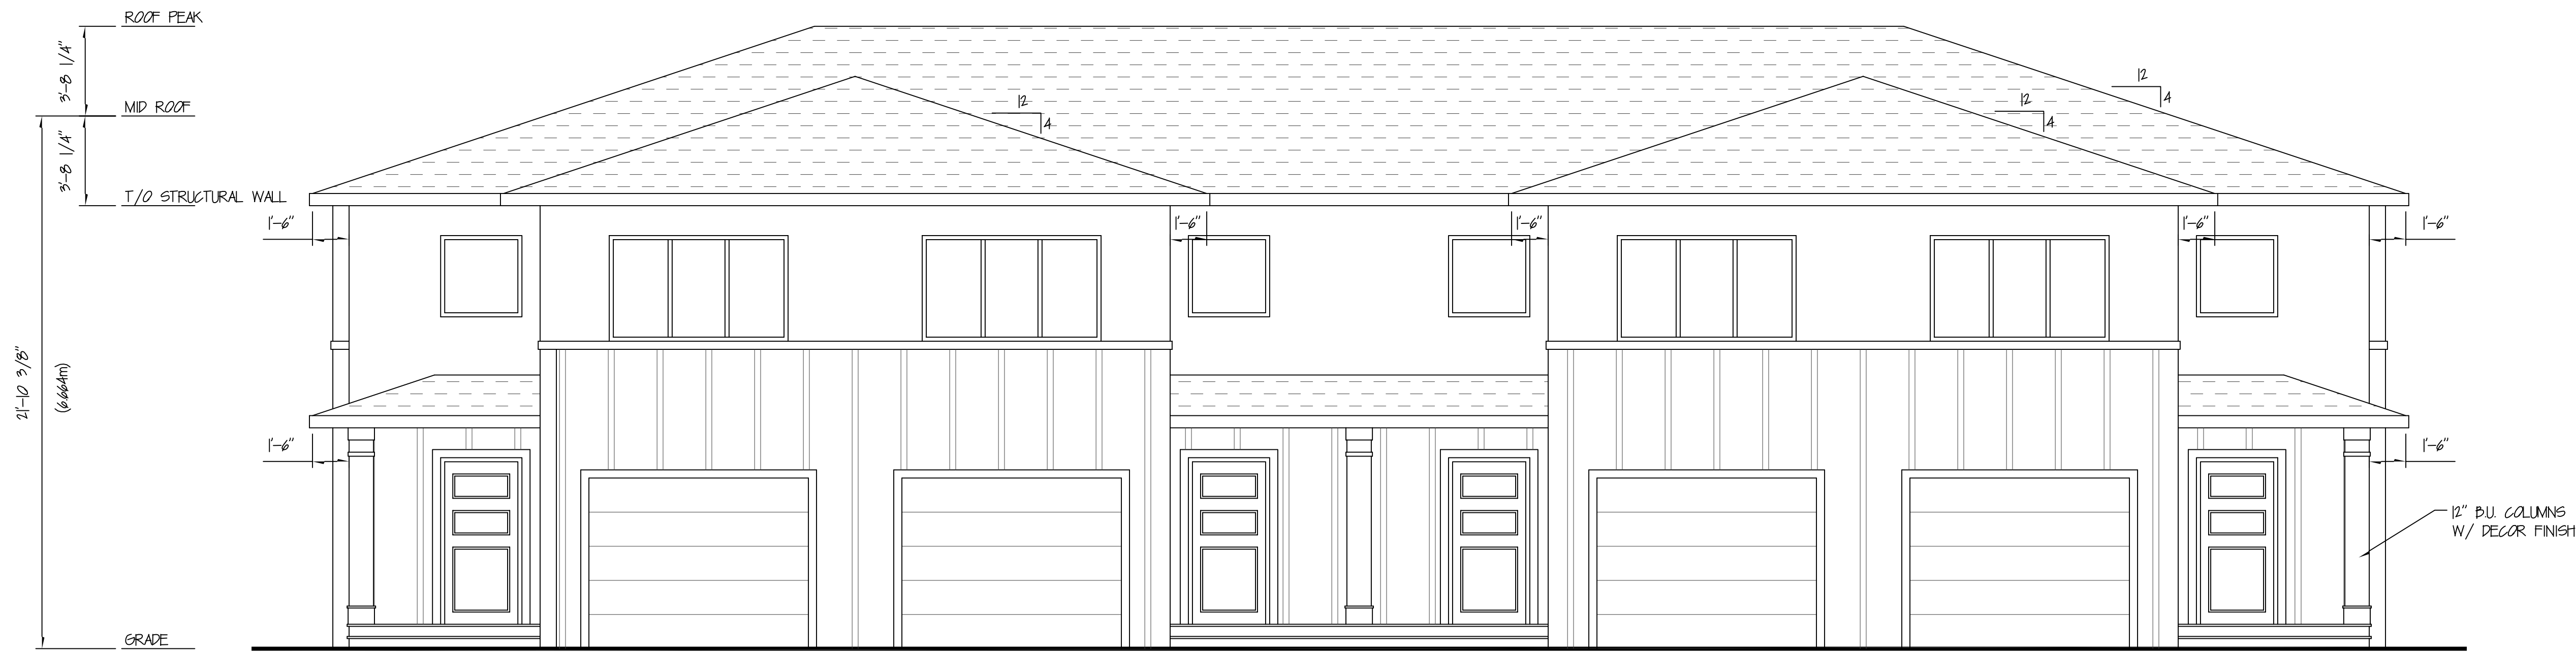 ROOF PEAK
3'-8 1/4"
12
4
12
4
12
4
MID ROOF
3'-8 1/4"
T/O STRUCTURAL WALL
1'-6"
1'-6"
1'-6"
1'-6"
1'-6"
21'-10 3/8"
(6.664m)
1'-6"
1'-6"
12" B.U. COLUMNS
W/ DECOR FINISH
GRADE